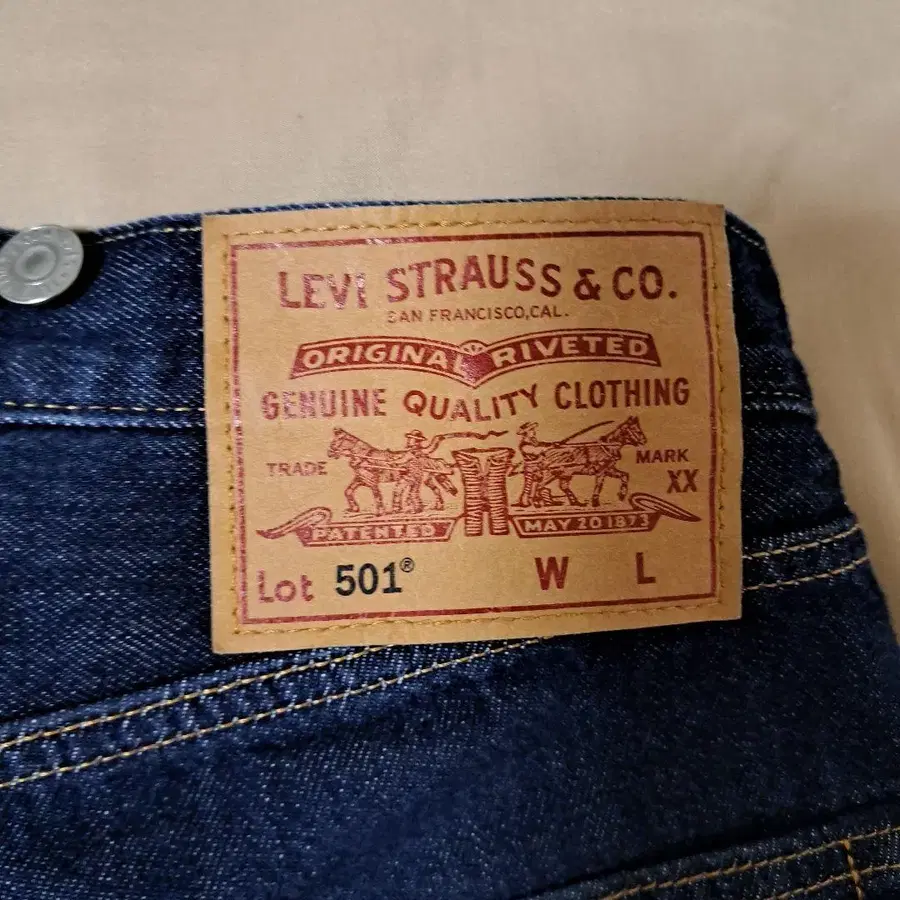 LEVI STRAUSS & CO.
SAN FRANCISCO, CAL.
ORIGINAL RIVETED
GENUINE QUALITY CLOTHING
TRADE MARK
XX
PATENTED MAY 20 1873
Lot 501® W L